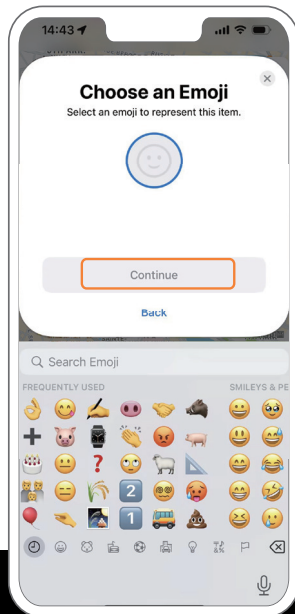 14:43
Choose an Emoji
Select an emoji to represent this item.
Continue
Back
Search Emoji
FREQUENTLY USED SMILEYS & PE